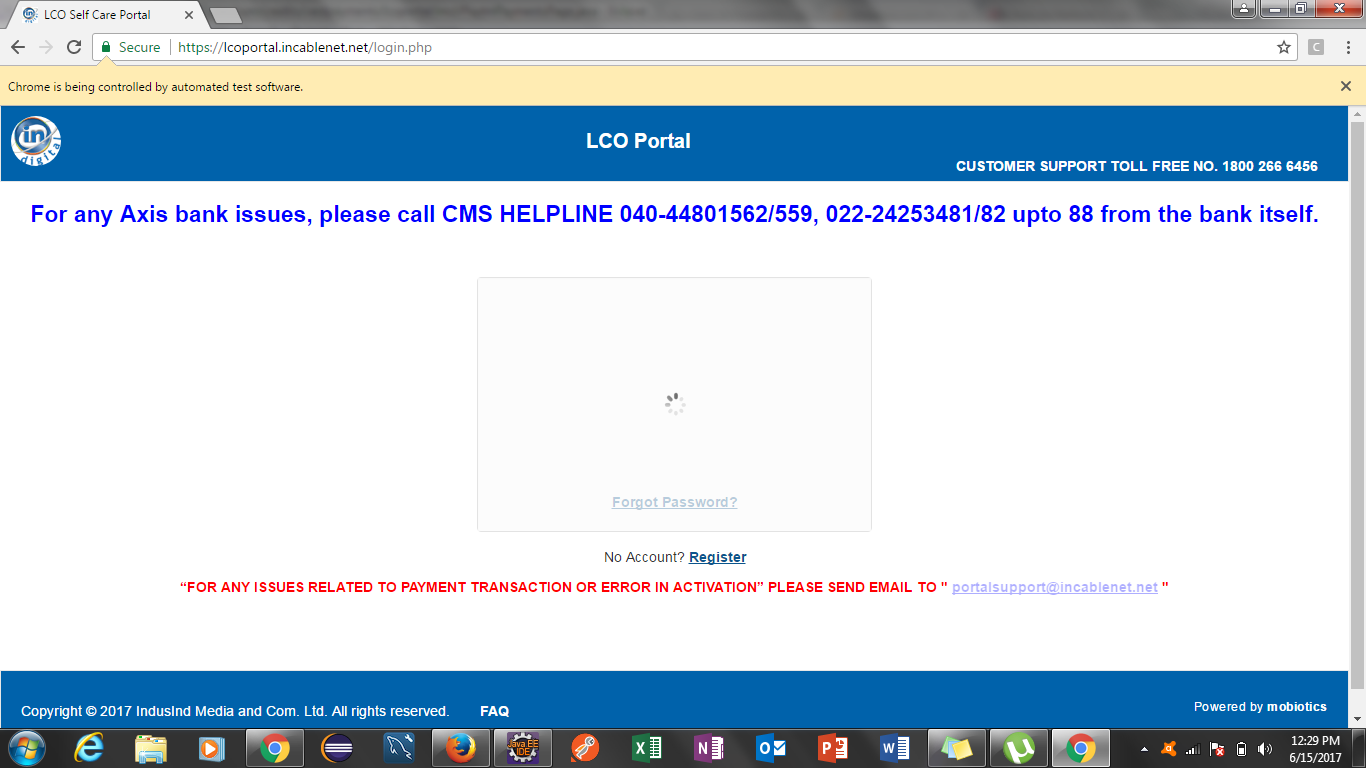 LCO Self Care Portal
Secure
https://lcoportal.incablenet.net/login.php
C
Chrome is being controlled by automated test software.
in
digital
LCO Portal
CUSTOMER SUPPORT TOLL FREE NO. 1800 266 6456
For any Axis bank issues, please call CMS HELPLINE 040-44801562/559, 022-24253481/82 upto 88 from the bank itself.
Forgot Password?
No Account? Register
“FOR ANY ISSUES RELATED TO PAYMENT TRANSACTION OR ERROR IN ACTIVATION” PLEASE SEND EMAIL TO " portalsupport@incablenet.net "
Copyright © 2017 IndusInd Media and Com. Ltd. All rights reserved.
FAQ
Powered by mobiotics
Java EE
IDE
12:29 PM
6/15/2017